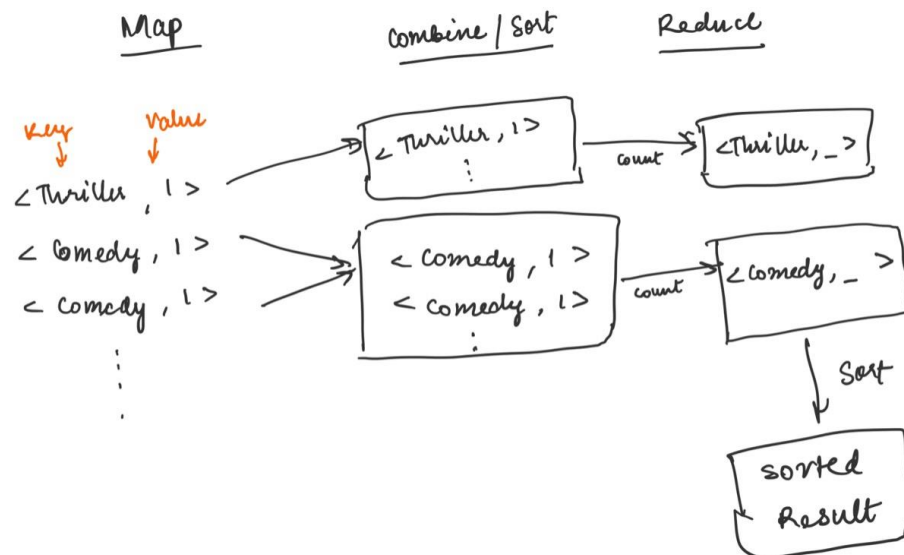 Map
Combine / Sort
Reduce
Key
Value
< Thriller , 1 >
< Comedy , 1 >
< Comedy , 1 >
< Thriller , 1 >
< Comedy , 1 >
< Comedy , 1 >
count
count
<Thriller, _ >
<Comedy, _ >
Sort
Sorted
Result